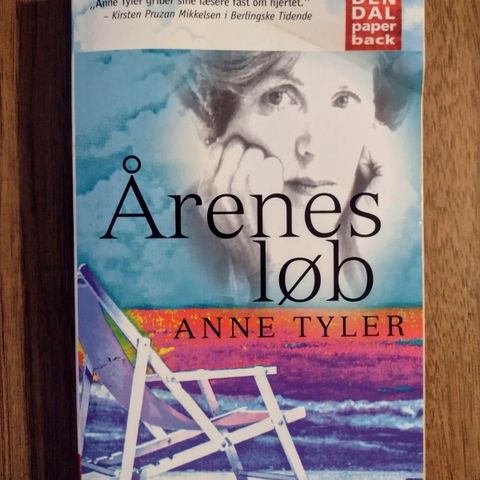 „Anne Tyler griber sine læsere fast om hjertet."
– Kirsten Pruzan Mikkelsen i Berlingske Tidende
DEN
DAL
paper
back
Årenes
løb
ANNE TYLER